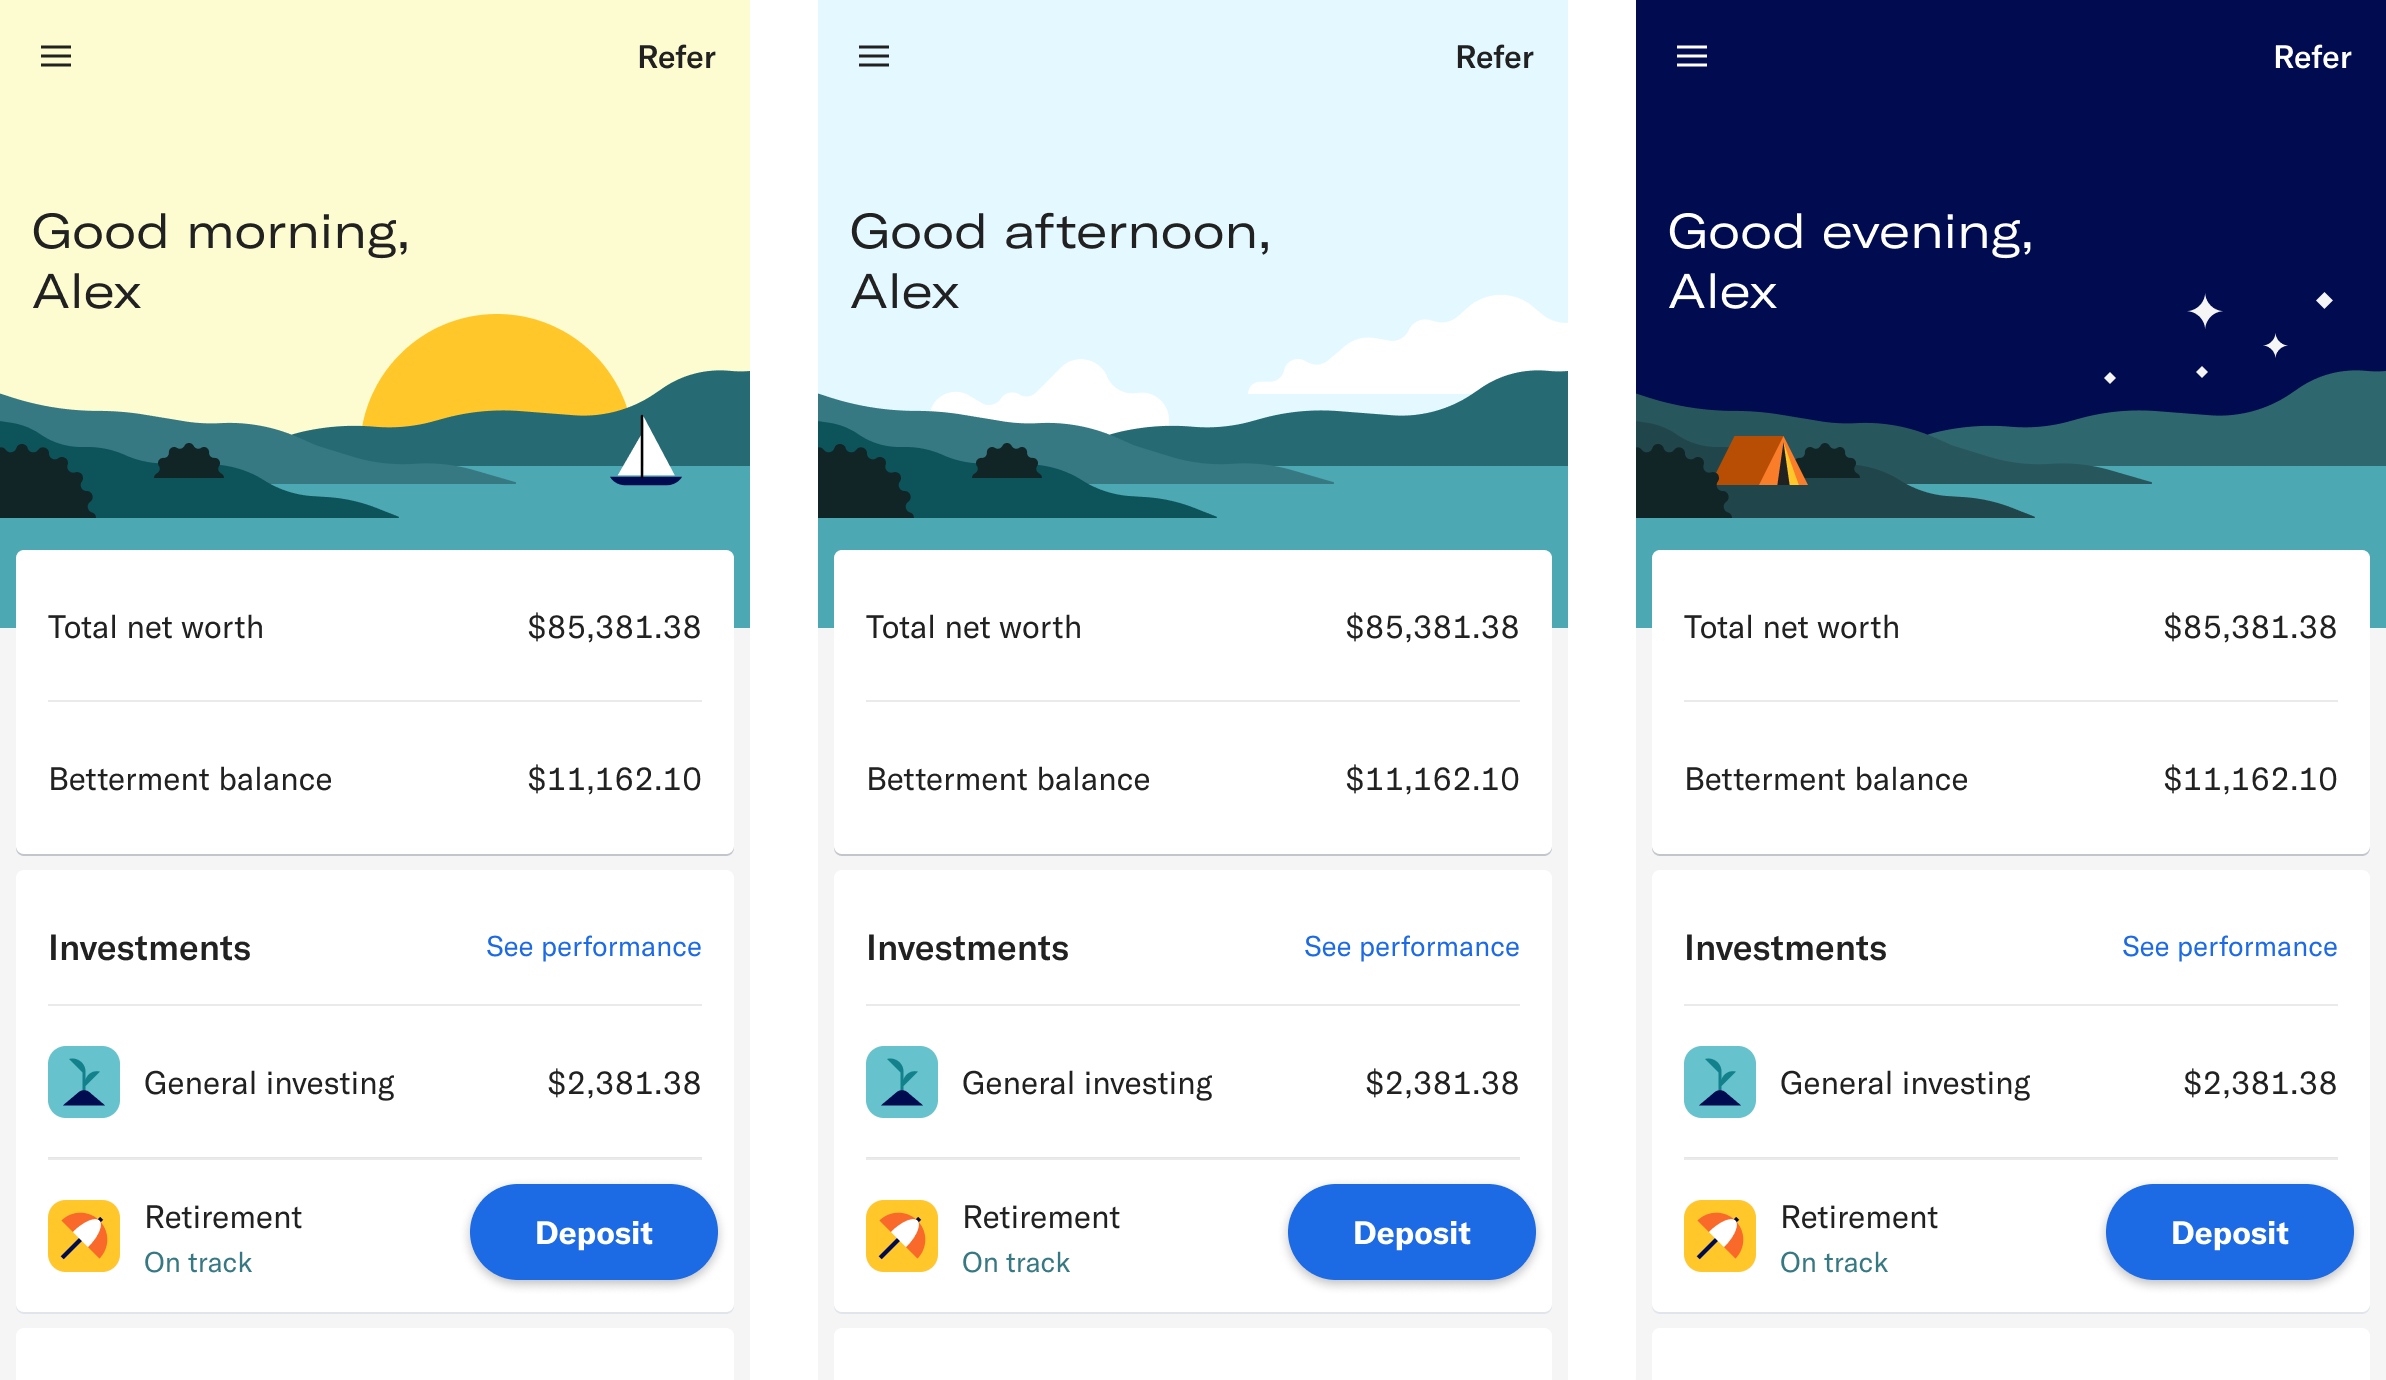 Refer
Good morning,
Alex
Total net worth $85,381.38
Betterment balance $11,162.10
Investments See performance
General investing $2,381.38
Retirement
On track
Deposit
Refer
Good afternoon,
Alex
Total net worth $85,381.38
Betterment balance $11,162.10
Investments See performance
General investing $2,381.38
Retirement
On track
Deposit
Refer
Good evening,
Alex
Total net worth $85,381.38
Betterment balance $11,162.10
Investments See performance
General investing $2,381.38
Retirement
On track
Deposit